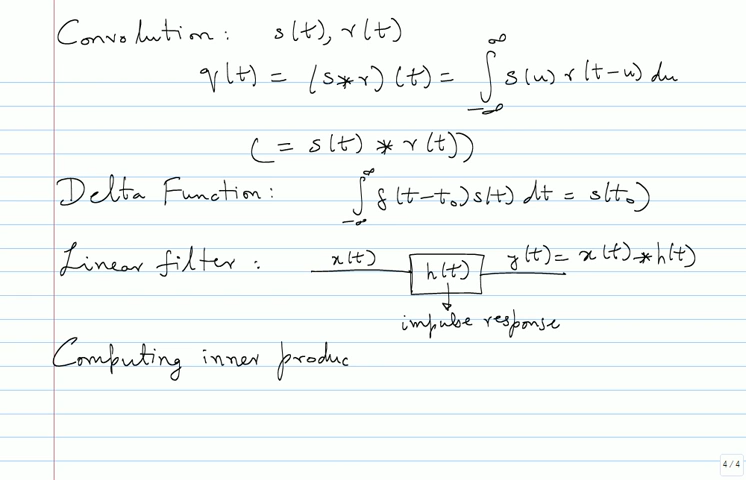 Convolution: s(t), r(t)
q(t) = (s*r)(t) = ∫_{-∞}^{∞} s(u) r(t-u) du
(= s(t) * r(t))
Delta Function: ∫_{-∞}^{∞} δ(t-t₀) s(t) dt = s(t₀)
Linear filter: x(t) h(t) y(t) = x(t) * h(t)
impulse response
Computing inner produc
4/4